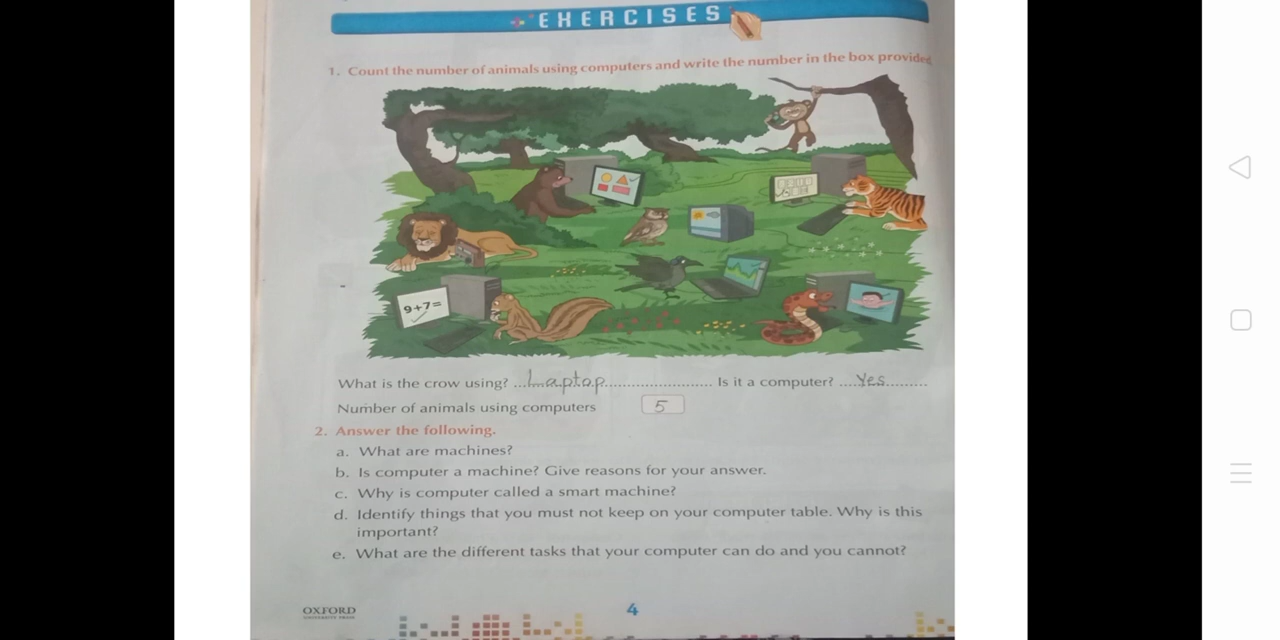 EXERCISES
1. Count the number of animals using computers and write the number in the box provided
9+7=
What is the crow using? ...Laptop...................... Is it a computer? ....Yes.........
Number of animals using computers 5
2. Answer the following.
a. What are machines?
b. Is computer a machine? Give reasons for your answer.
c. Why is computer called a smart machine?
d. Identify things that you must not keep on your computer table. Why is this
important?
e. What are the different tasks that your computer can do and you cannot?
OXFORD
UNIVERSITY PRESS
4